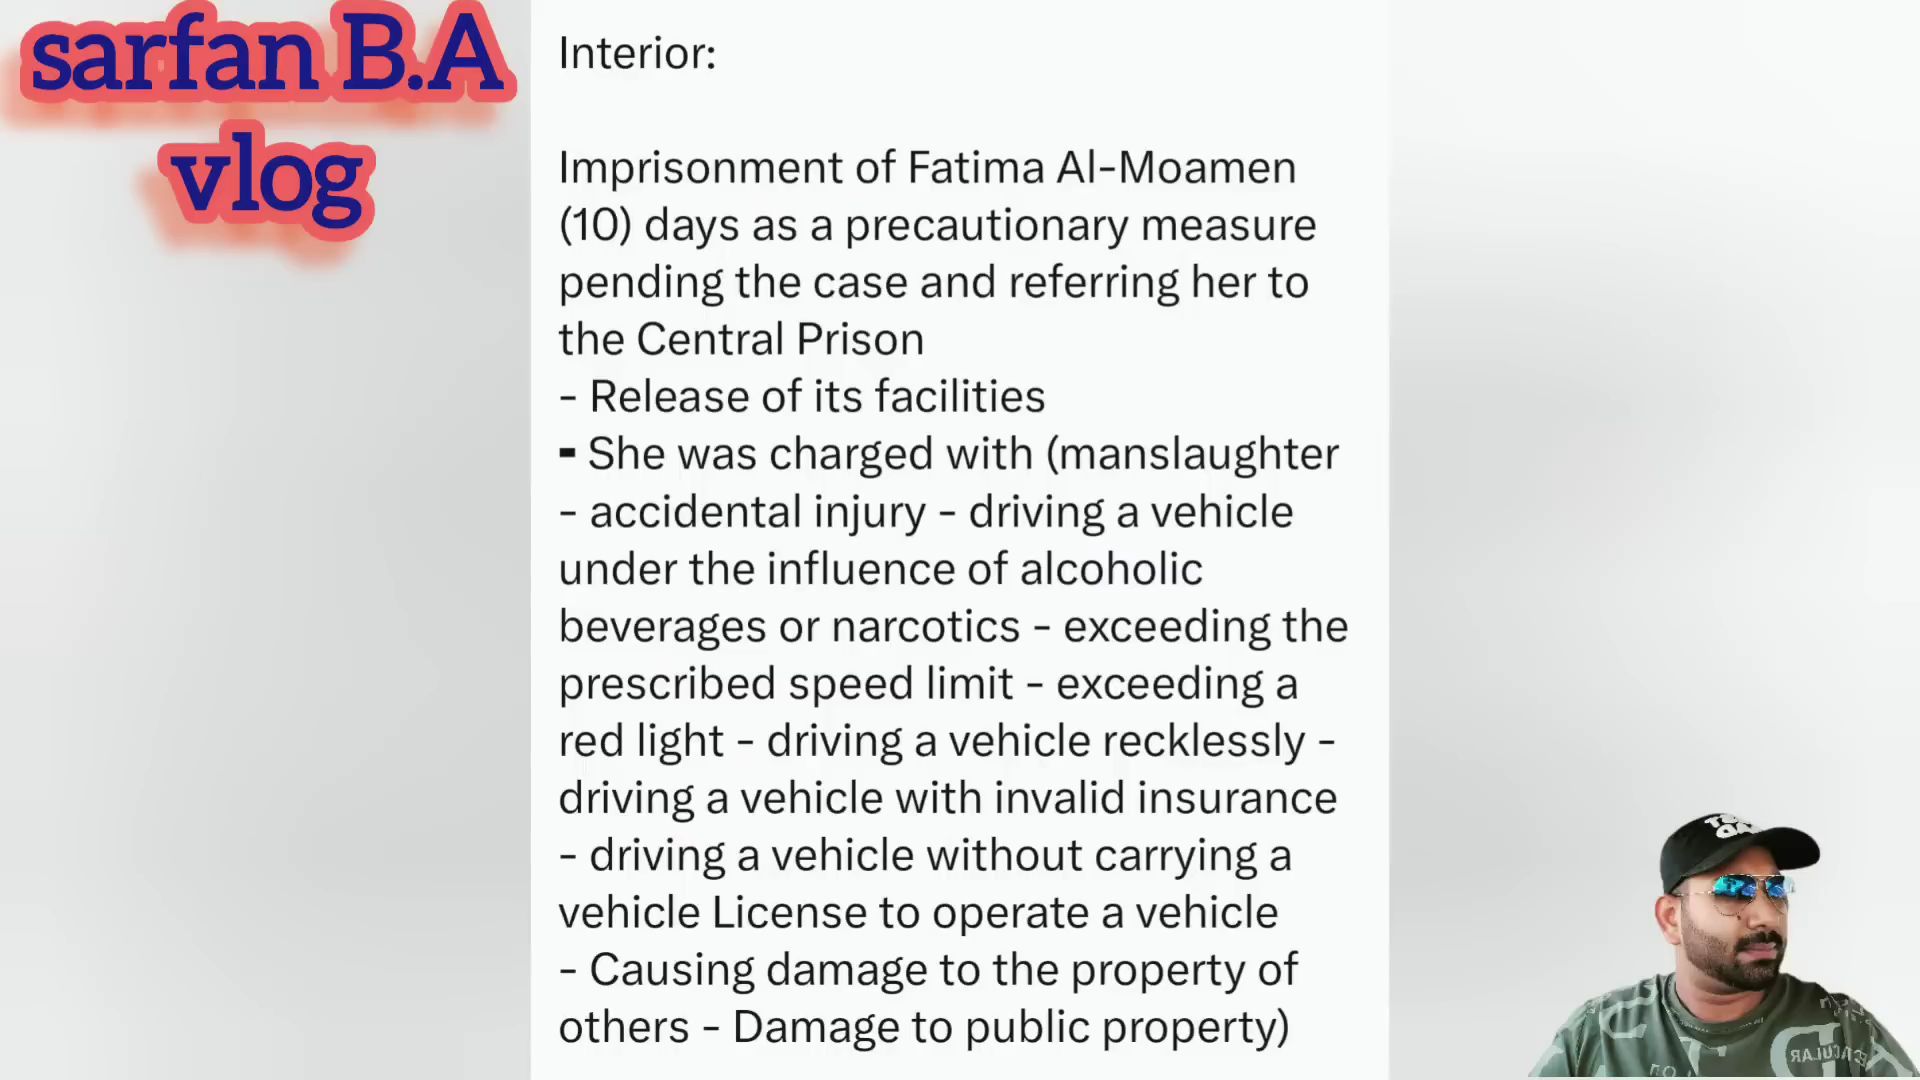 sarfan B.A
vlog
Interior:
Imprisonment of Fatima Al-Moamen
(10) days as a precautionary measure
pending the case and referring her to
the Central Prison
- Release of its facilities
- She was charged with (manslaughter
- accidental injury - driving a vehicle
under the influence of alcoholic
beverages or narcotics - exceeding the
prescribed speed limit - exceeding a
red light - driving a vehicle recklessly -
driving a vehicle with invalid insurance
- driving a vehicle without carrying a
vehicle License to operate a vehicle
- Causing damage to the property of
others - Damage to public property)